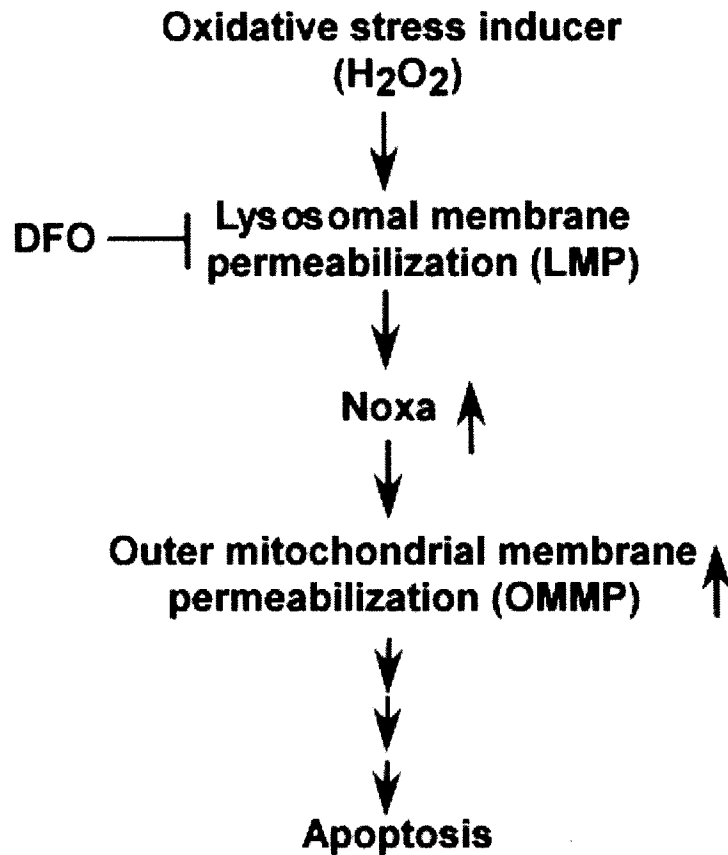 Oxidative stress inducer
(H₂O₂)
DFO
Lysosomal membrane
permeabilization (LMP)
Noxa
Outer mitochondrial membrane
permeabilization (OMMP)
Apoptosis